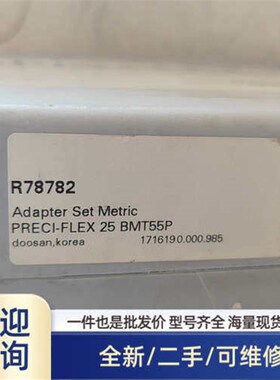 R78782
Adapter Set Metric
PRECI-FLEX 25 BMT55P
doosan,korea 1716190.000.985
迎
询
一件也是批发价 型号齐全 海量现货
全新/二手/可维修